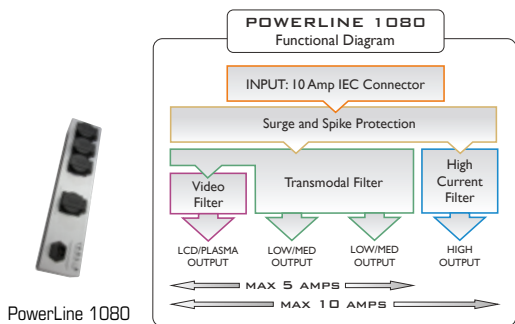 POWERLINE 1080
Functional Diagram
INPUT: 10 Amp IEC Connector
Surge and Spike Protection
Video
Filter
Transmodal Filter
High
Current
Filter
LCD/PLASMA
OUTPUT
LOW/MED
OUTPUT
LOW/MED
OUTPUT
HIGH
OUTPUT
MAX 5 AMPS
MAX 10 AMPS
PowerLine 1080